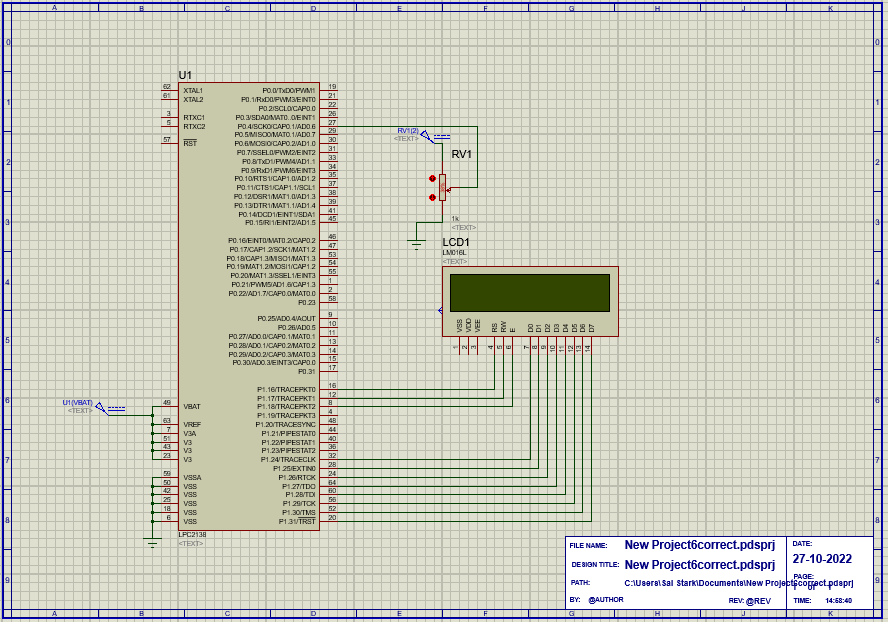 A B C D E F G H J K
0
1
2
3
4
5
6
7
8
9
U1
62 XTAL1
61 XTAL2
3 RTXC1
5 RTXC2
57 RST
49 VBAT
63 VREF
7 V3A
51 V3
43 V3
23 V3
59 VSSA
50 VSS
42 VSS
25 VSS
18 VSS
6 VSS
P0.0/TxD0/PWM1 19
P0.1/RxD0/PWM3/EINT0 21
P0.2/SCL0/CAP0.0 22
P0.3/SDA0/MAT0.0/EINT1 26
P0.4/SCK0/CAP0.1/AD0.6 27
P0.5/MISO0/MAT0.1/AD0.7 29
P0.6/MOSI0/CAP0.2/AD1.0 30
P0.7/SSEL0/PWM2/EINT2 31
P0.8/TxD1/PWM4/AD1.1 33
P0.9/RxD1/PWM6/EINT3 34
P0.10/RTS1/CAP1.0/AD1.2 35
P0.11/CTS1/CAP1.1/SCL1 37
P0.12/DSR1/MAT1.0/AD1.3 38
P0.13/DTR1/MAT1.1/AD1.4 39
P0.14/DCD1/EINT1/SDA1 41
P0.15/RI1/EINT2/AD1.5 45
P0.16/EINT0/MAT0.2/CAP0.2 46
P0.17/CAP1.2/SCK1/MAT1.2 47
P0.18/CAP1.3/MISO1/MAT1.3 53
P0.19/MAT1.2/MOSI1/CAP1.2 54
P0.20/MAT1.3/SSEL1/EINT3 55
P0.21/PWM5/AD1.6/CAP1.3 1
P0.22/AD1.7/CAP0.0/MAT0.0 2
P0.23 58
P0.25/AD0.4/AOUT 9
P0.26/AD0.5 10
P0.27/AD0.0/CAP0.1/MAT0.1 11
P0.28/AD0.1/CAP0.2/MAT0.2 13
P0.29/AD0.2/CAP0.3/MAT0.3 14
P0.30/AD0.3/EINT3/CAP0.0 15
P0.31 17
P1.16/TRACEPKT0 16
P1.17/TRACEPKT1 12
P1.18/TRACEPKT2 8
P1.19/TRACEPKT3 4
P1.20/TRACESYNC 48
P1.21/PIPESTAT0 44
P1.22/PIPESTAT1 40
P1.23/PIPESTAT2 36
P1.24/TRACECLK 32
P1.25/EXTIN0 28
P1.26/RTCK 24
P1.27/TDO 64
P1.28/TDI 60
P1.29/TCK 56
P1.30/TMS 52
P1.31/TRST 20
LPC2138
<TEXT>
U1(VBAT)
<TEXT>
RV1(2)
<TEXT>
RV1
1k
<TEXT>
LCD1
LM016L
<TEXT>
VSS VDD VEE RS RW E D0 D1 D2 D3 D4 D5 D6 D7
1 2 3 4 5 6 7 8 9 10 11 12 13 14
FILE NAME: New Project6correct.pdsprj
DESIGN TITLE: New Project6correct.pdsprj
PATH: C:\Users\Sai Stark\Documents\New Project6correct.pdsprj
BY: @AUTHOR REV: @REV
DATE:
27-10-2022
PAGE:
TIME: 14:58:40
0
1
2
3
4
5
6
7
8
9
A B C D E F G H J K